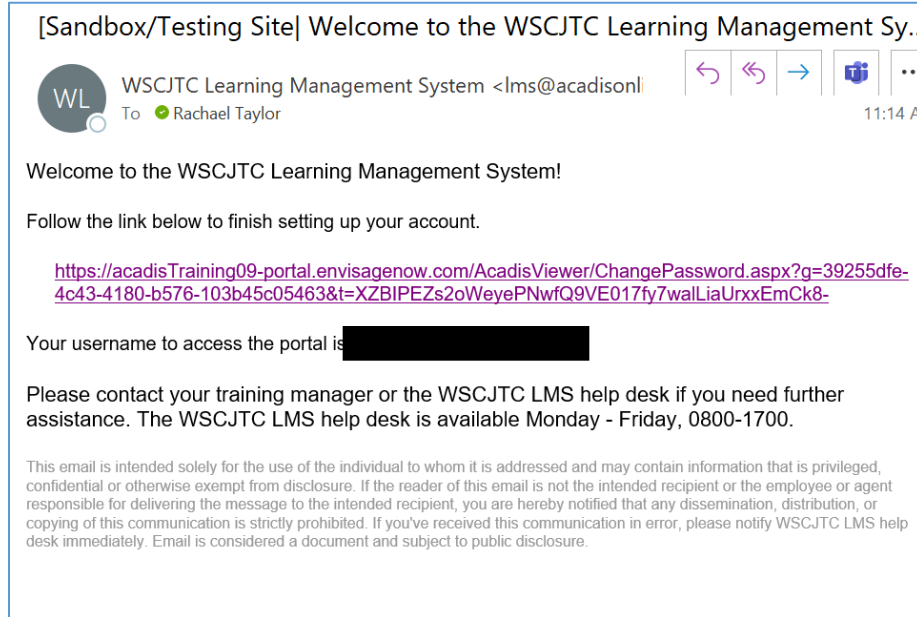 [Sandbox/Testing Site| Welcome to the WSCJTC Learning Management Sy...
WL
WSCJTC Learning Management System <lms@acadisonli
To Rachael Taylor
11:14 A
Welcome to the WSCJTC Learning Management System!
Follow the link below to finish setting up your account.
https://acadisTraining09-portal.envisagenow.com/AcadisViewer/ChangePassword.aspx?g=39255dfe-
4c43-4180-b576-103b45c05463&t=XZBIPEZs2oWeyePNwfQ9VE017fy7walLiaUrxxEmCk8-
Your username to access the portal is
Please contact your training manager or the WSCJTC LMS help desk if you need further
assistance. The WSCJTC LMS help desk is available Monday - Friday, 0800-1700.
This email is intended solely for the use of the individual to whom it is addressed and may contain information that is privileged,
confidential or otherwise exempt from disclosure. If the reader of this email is not the intended recipient or the employee or agent
responsible for delivering the message to the intended recipient, you are hereby notified that any dissemination, distribution, or
copying of this communication is strictly prohibited. If you've received this communication in error, please notify WSCJTC LMS help
desk immediately. Email is considered a document and subject to public disclosure.